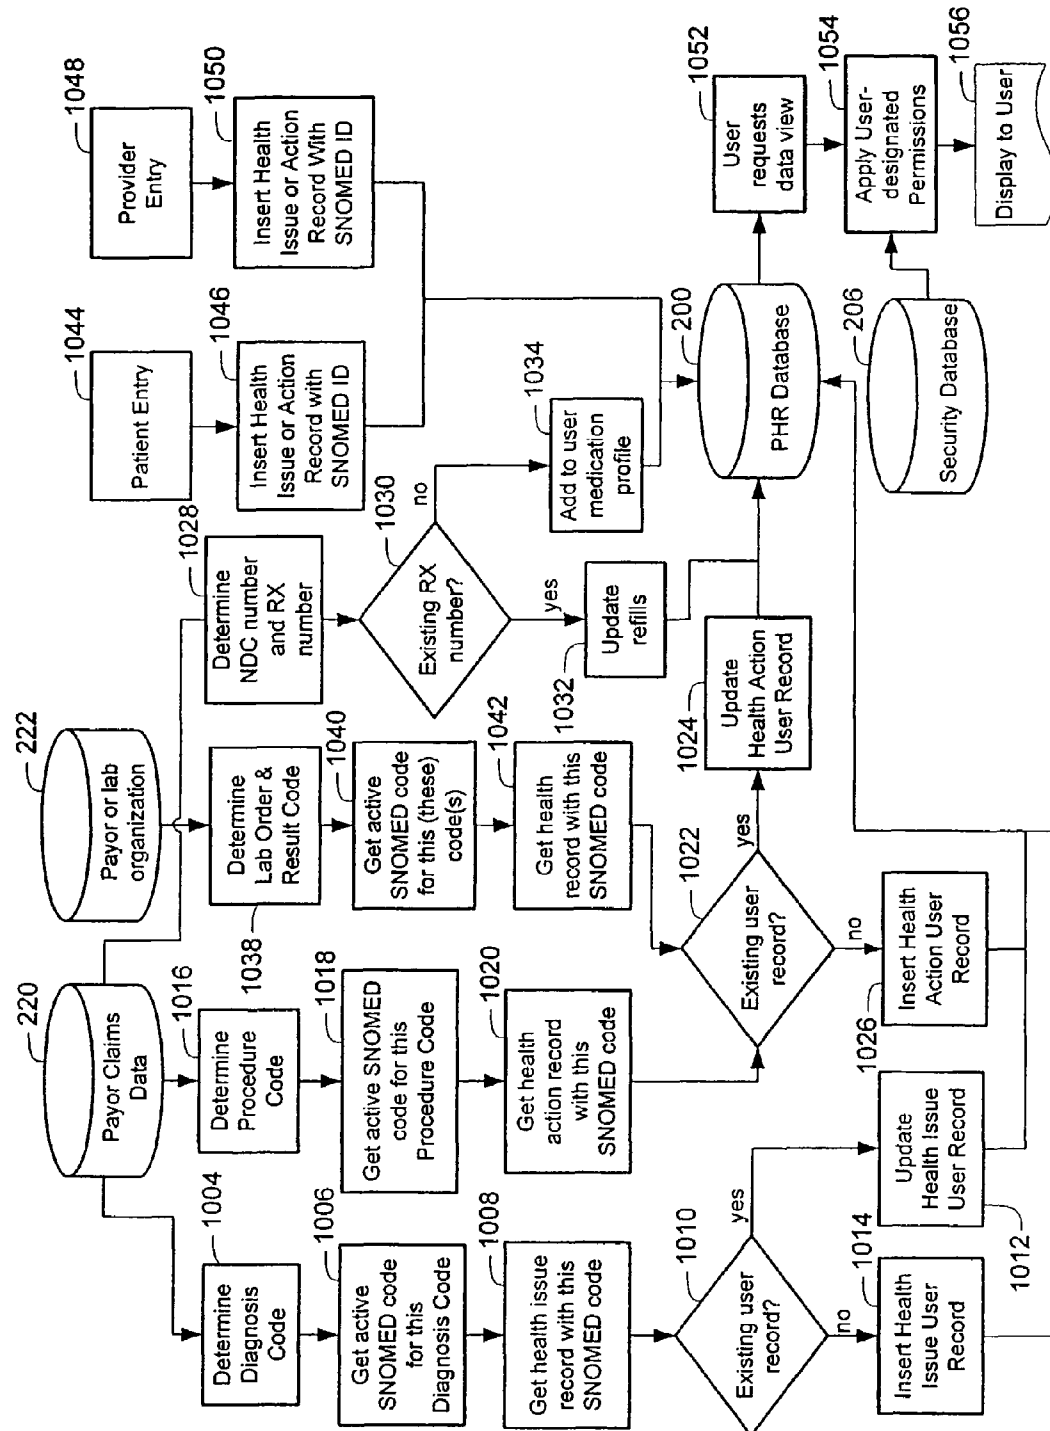 220
Payor Claims
Data
222
Payor or lab
organization
1004
Determine
Diagnosis
Code
1006
Get active
SNOMED code
for this
Diagnosis Code
1008
Get health issue
record with this
SNOMED code
1010
Existing user
record?
yes
no
1014
Insert Health
Issue User
Record
Update
Health Issue
User Record
1012
1016
Determine
Procedure
Code
1018
Get active SNOMED
code for this
Procedure Code
1020
Get health
action record
with this
SNOMED code
Determine
Lab Order &
Result Code
1038
1040
Get active
SNOMED code
for this (these)
code(s)
1042
Get health
record with this
SNOMED code
1022
Existing user
record?
yes
no
1024
Update
Health Action
User Record
1026
Insert Health
Action User
Record
1028
Determine
NDC number
and RX
number
1030
Existing RX
number?
no
yes
1032
Update
refills
1034
Add to user
medication
profile
1044
Patient Entry
1046
Insert Health
Issue or Action
Record with
SNOMED ID
1048
Provider
Entry
1050
Insert Health
Issue or Action
Record With
SNOMED ID
200
PHR Database
206
Security Database
1052
User
requests
data view
1054
Apply User-
designated
Permissions
1056
Display to User